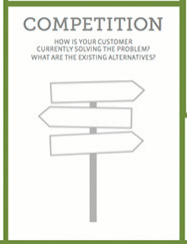 COMPETITION
HOW IS YOUR CUSTOMER
CURRENTLY SOLVING THE PROBLEM?
WHAT ARE THE EXISTING ALTERNATIVES?